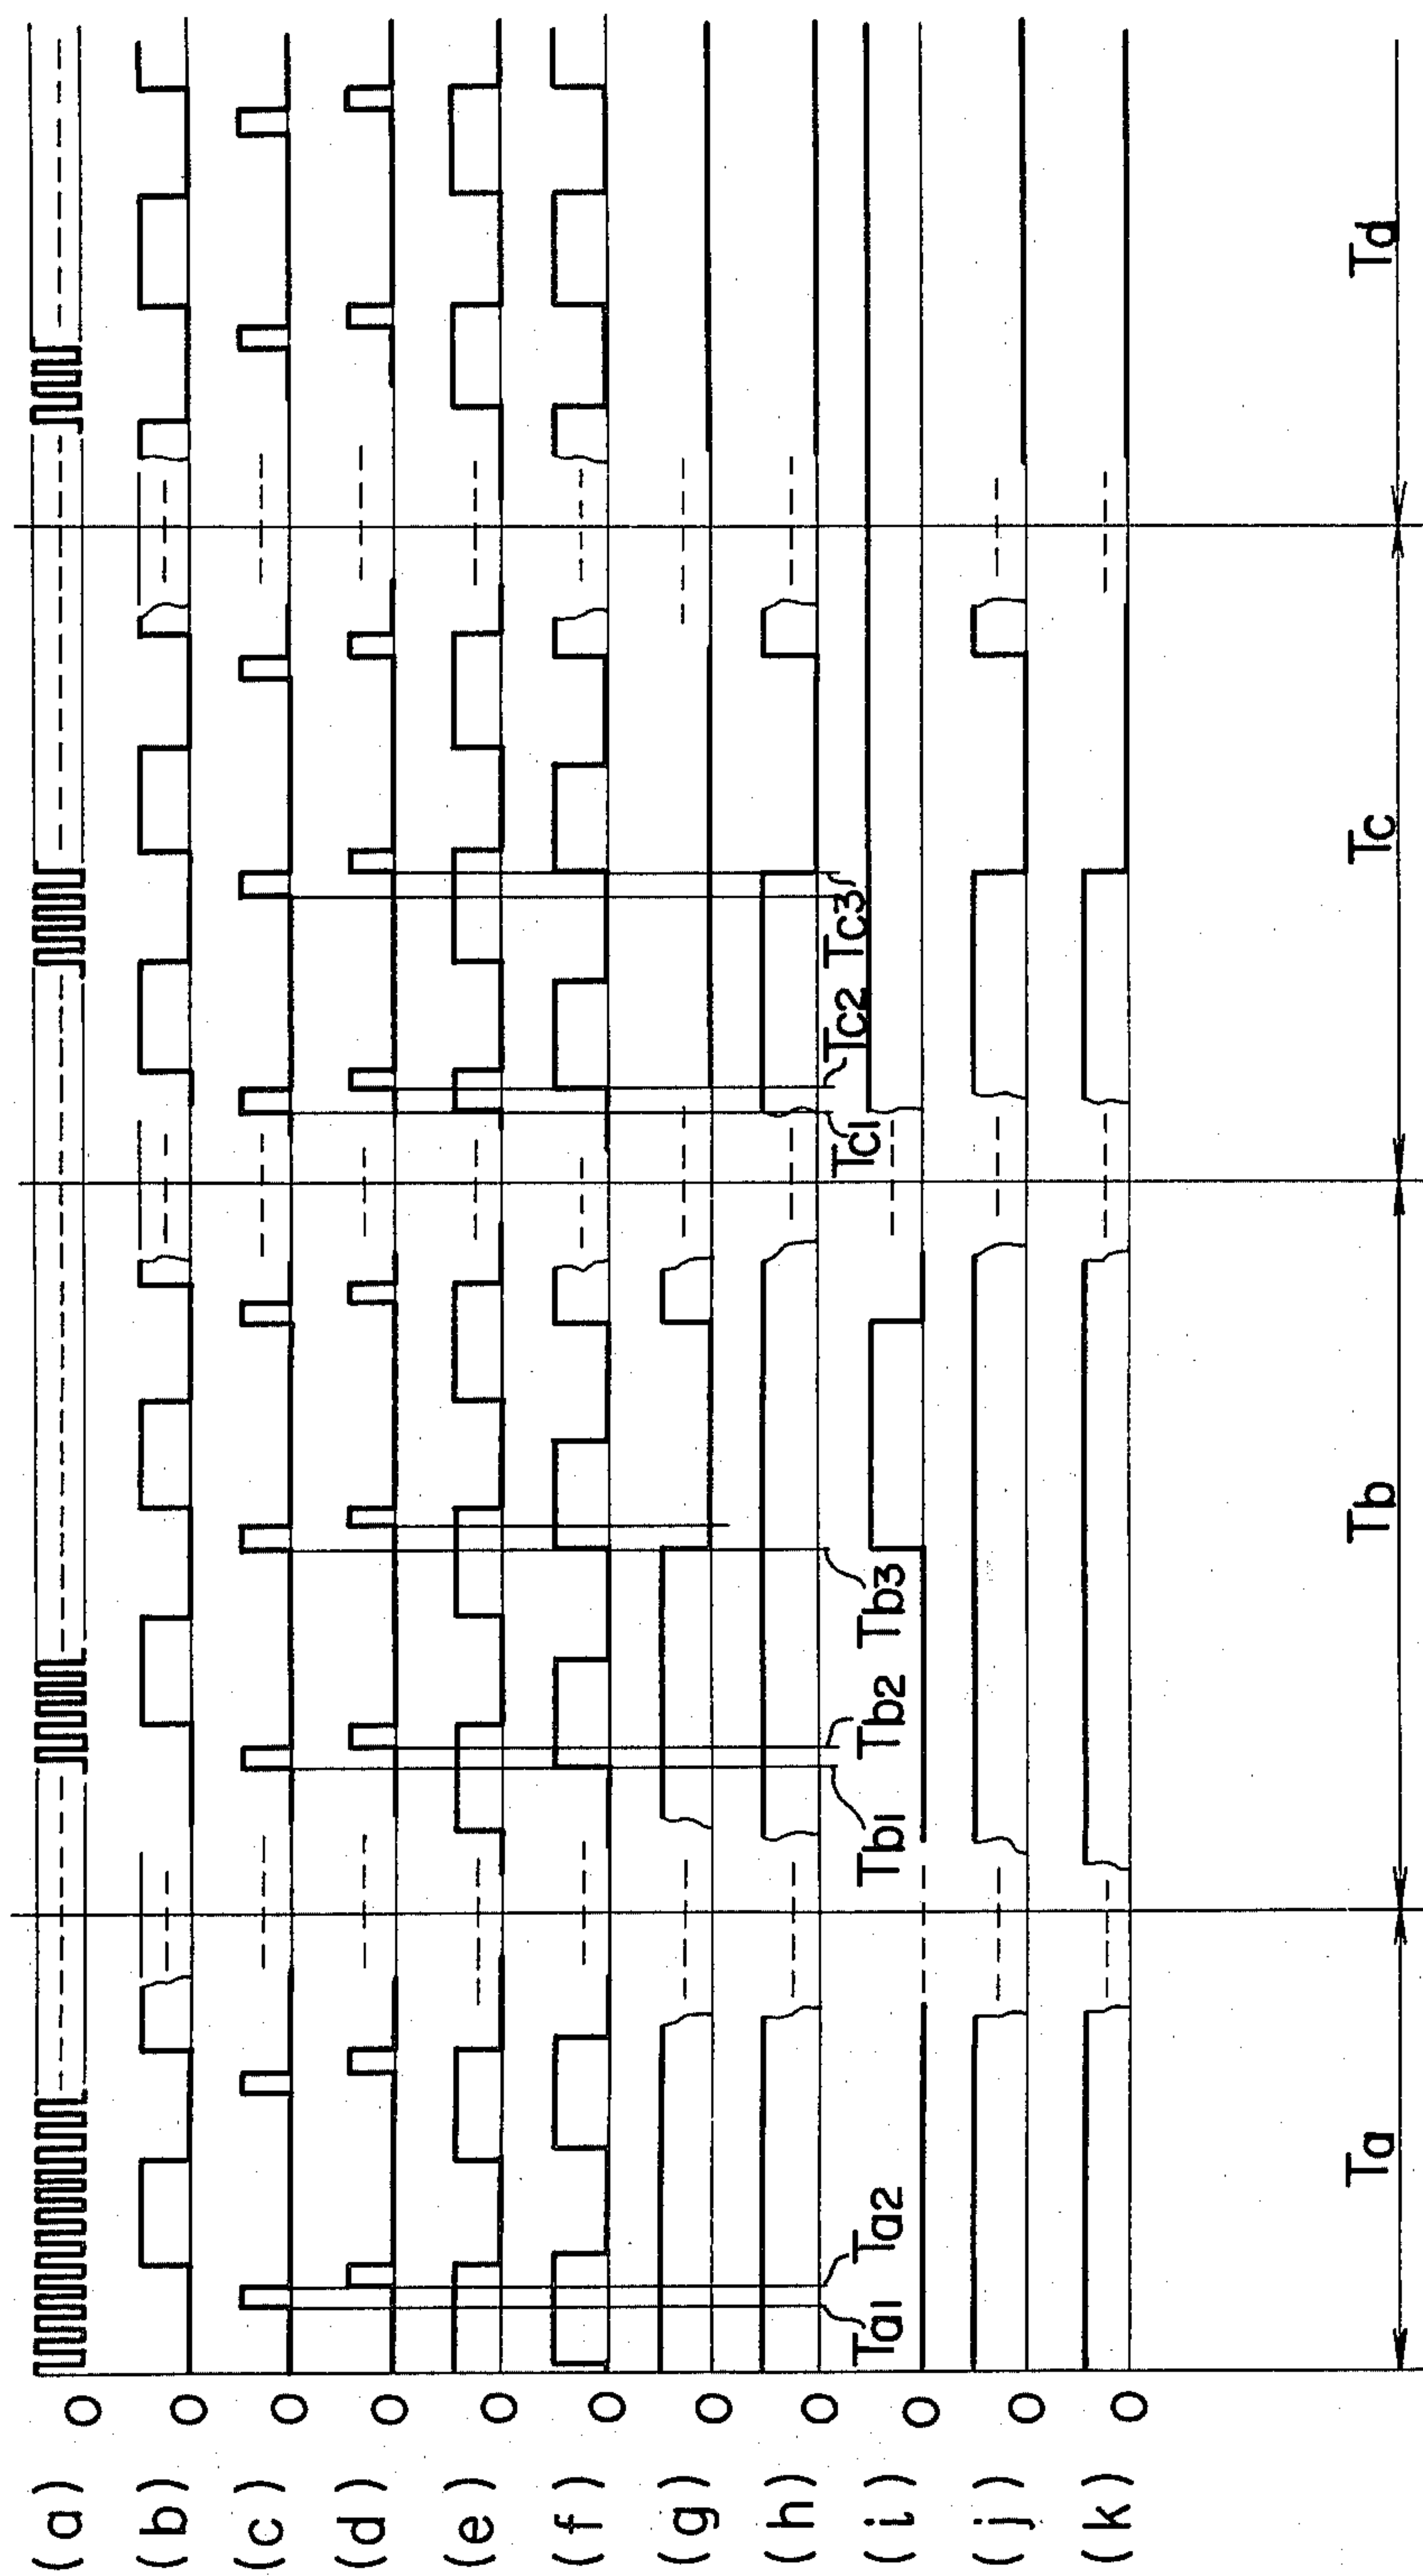 (a) 0
(b) 0
(c) 0
(d) 0
(e) 0
(f) 0
(g) 0
(h) 0
Ta1 Ta2 Tb1 Tb2 Tb3 Tc1 Tc2 Tc3
(i) 0
(j) 0
(k) 0
Ta Tb Tc Td